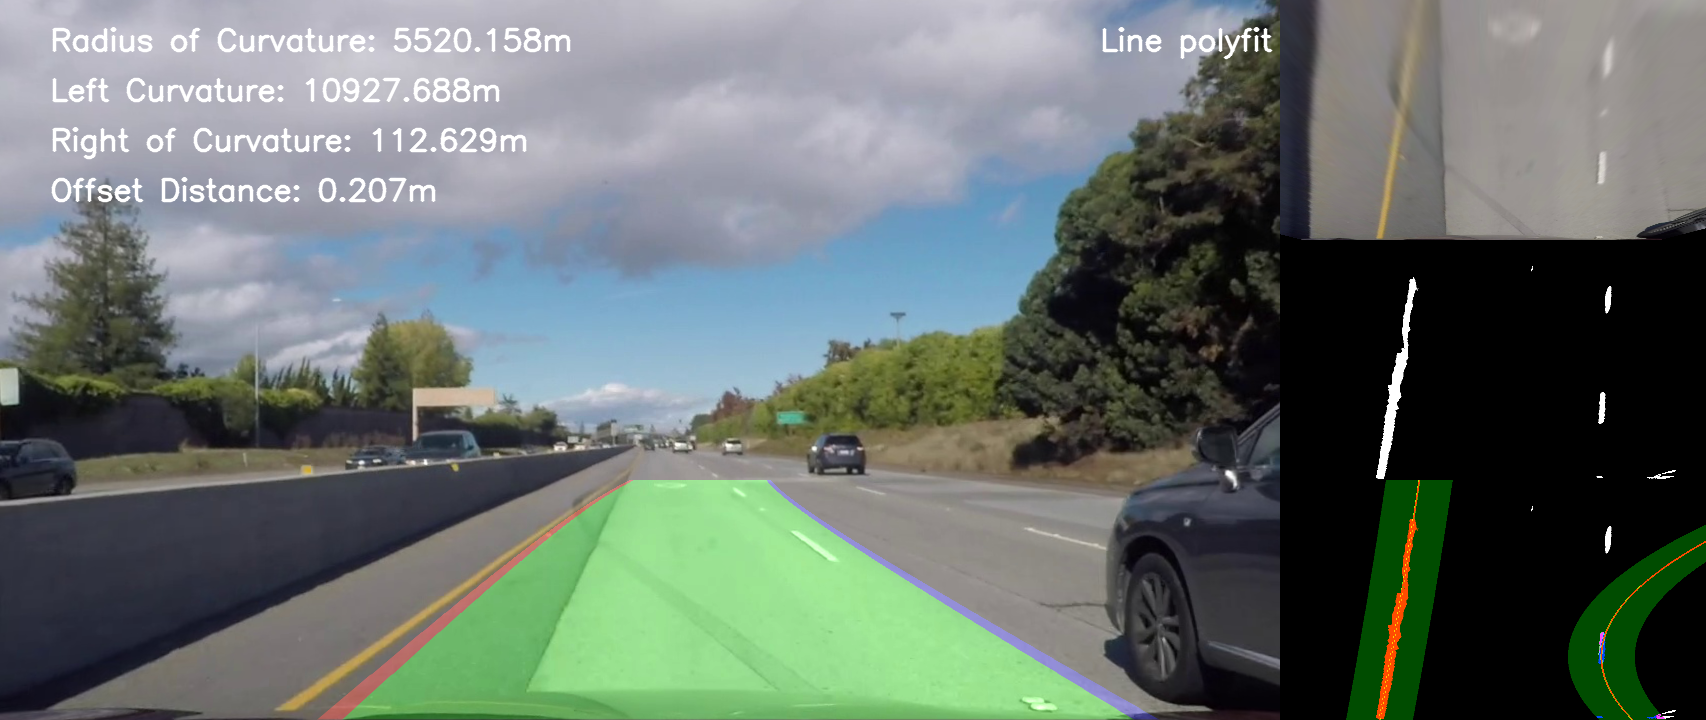 Radius of Curvature: 5520.158m
Line polyfit
Left Curvature: 10927.688m
Right of Curvature: 112.629m
Offset Distance: 0.207m